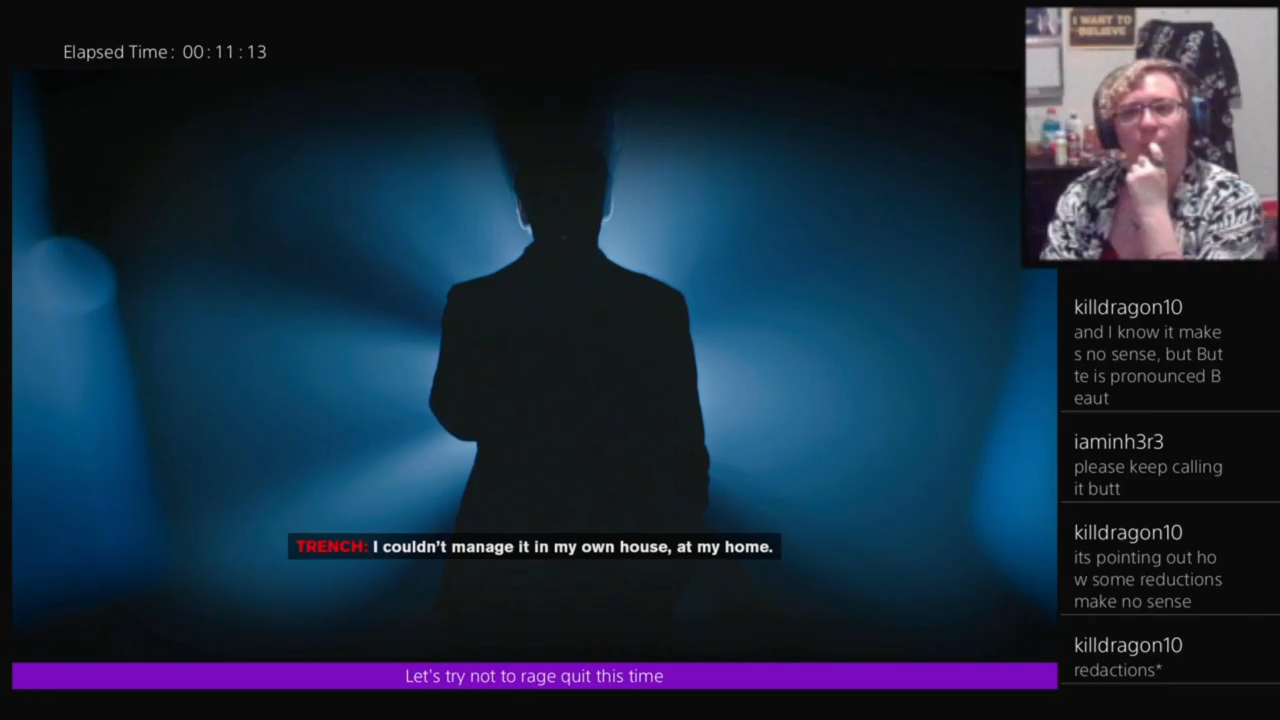 Elapsed Time: 00:11:13
I WANT TO
BELIEVE
killdragon10
and I know it make
s no sense, but But
te is pronounced B
eaut
iaminh3r3
please keep calling
it butt
killdragon10
its pointing out ho
w some reductions
make no sense
killdragon10
redactions*
TRENCH: I couldn't manage it in my own house, at my home.
Let's try not to rage quit this time